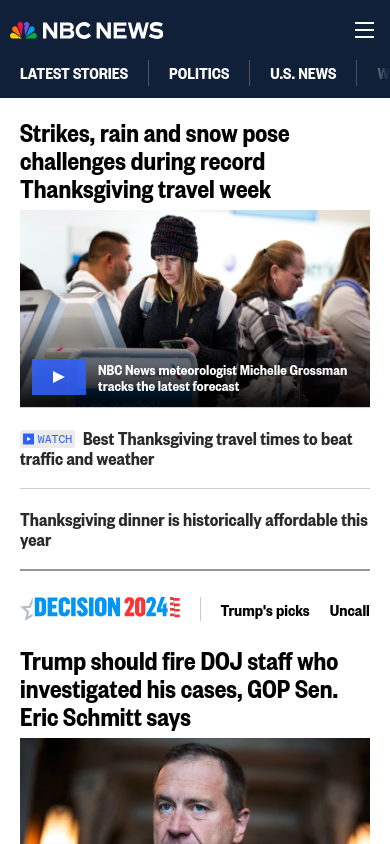 NBC NEWS
LATEST STORIES POLITICS U.S. NEWS
Strikes, rain and snow pose
challenges during record
Thanksgiving travel week
NBC News meteorologist Michelle Grossman
tracks the latest forecast
WATCH Best Thanksgiving travel times to beat
traffic and weather
Thanksgiving dinner is historically affordable this
year
DECISION 2024 Trump's picks Uncall
Trump should fire DOJ staff who
investigated his cases, GOP Sen.
Eric Schmitt says